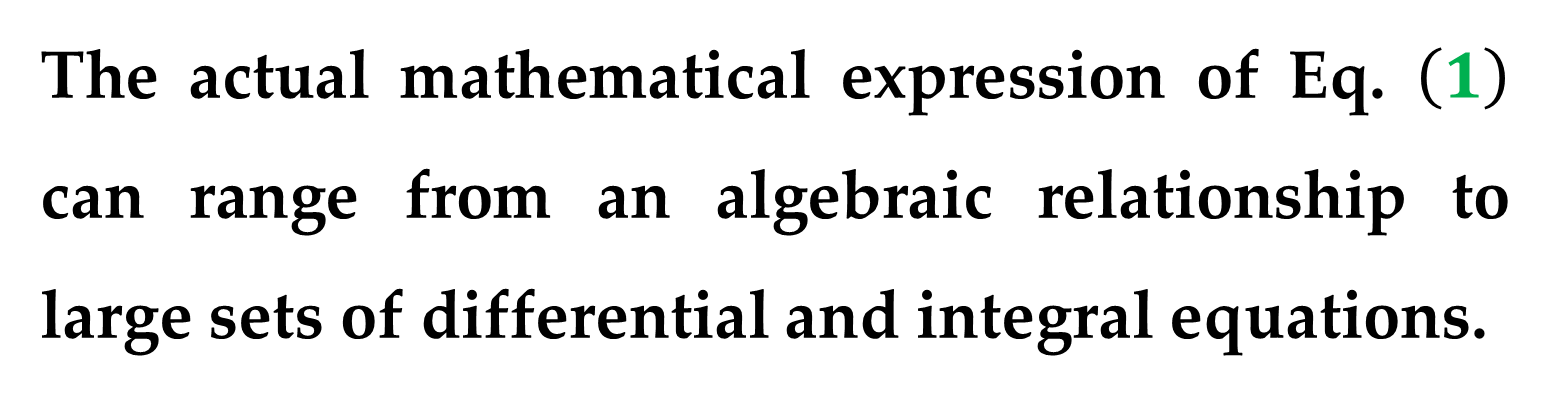 The actual mathematical expression of Eq. (1)
can range from an algebraic relationship to
large sets of differential and integral equations.